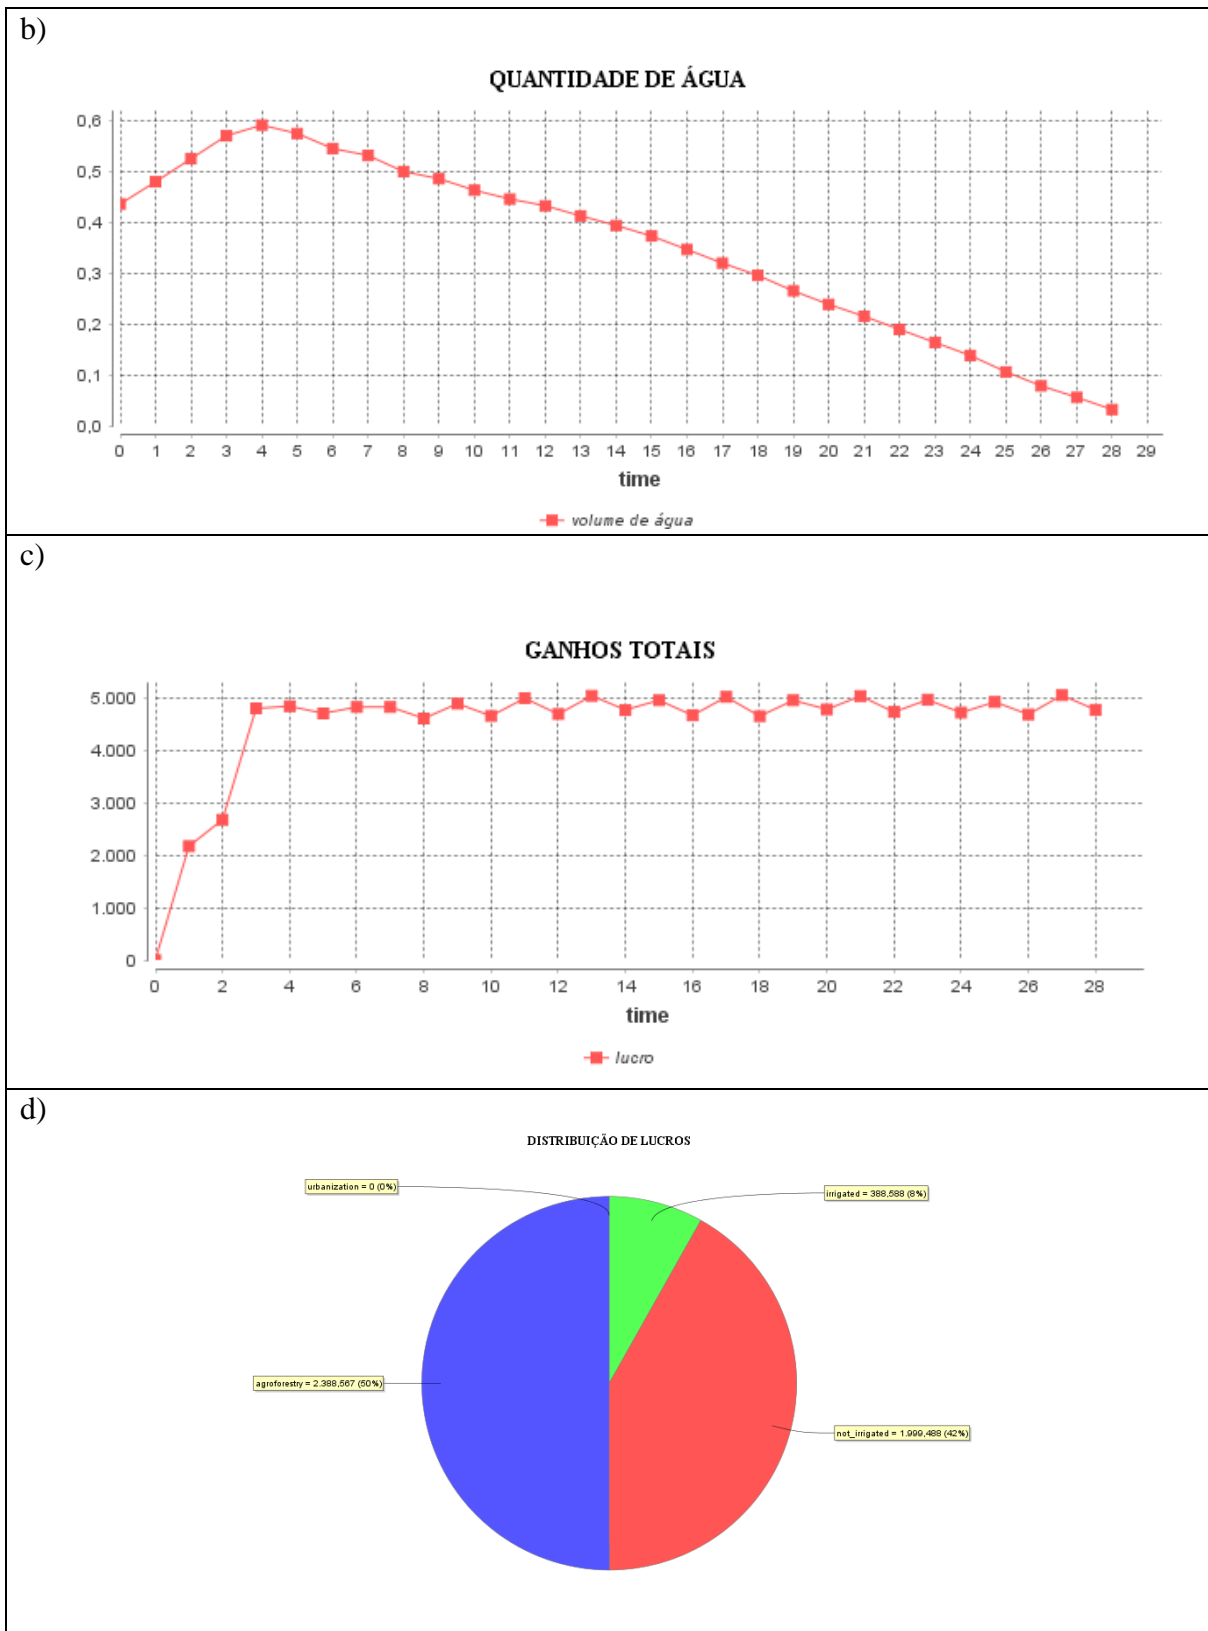 b)
QUANTIDADE DE ÁGUA
0,6
0,5
0,4
0,3
0,2
0,1
0,0
0 1 2 3 4 5 6 7 8 9 10 11 12 13 14 15 16 17 18 19 20 21 22 23 24 25 26 27 28 29
time
volume de água
c)
GANHOS TOTAIS
5.000
4.000
3.000
2.000
1.000
0
0 2 4 6 8 10 12 14 16 18 20 22 24 26 28
time
lucro
d)
DISTRIBUIÇÃO DE LUCROS
urbanization = 0 (0%)
irrigated = 388,588 (8%)
agroforestry = 2.388,567 (50%)
not_irrigated = 1.999,488 (42%)